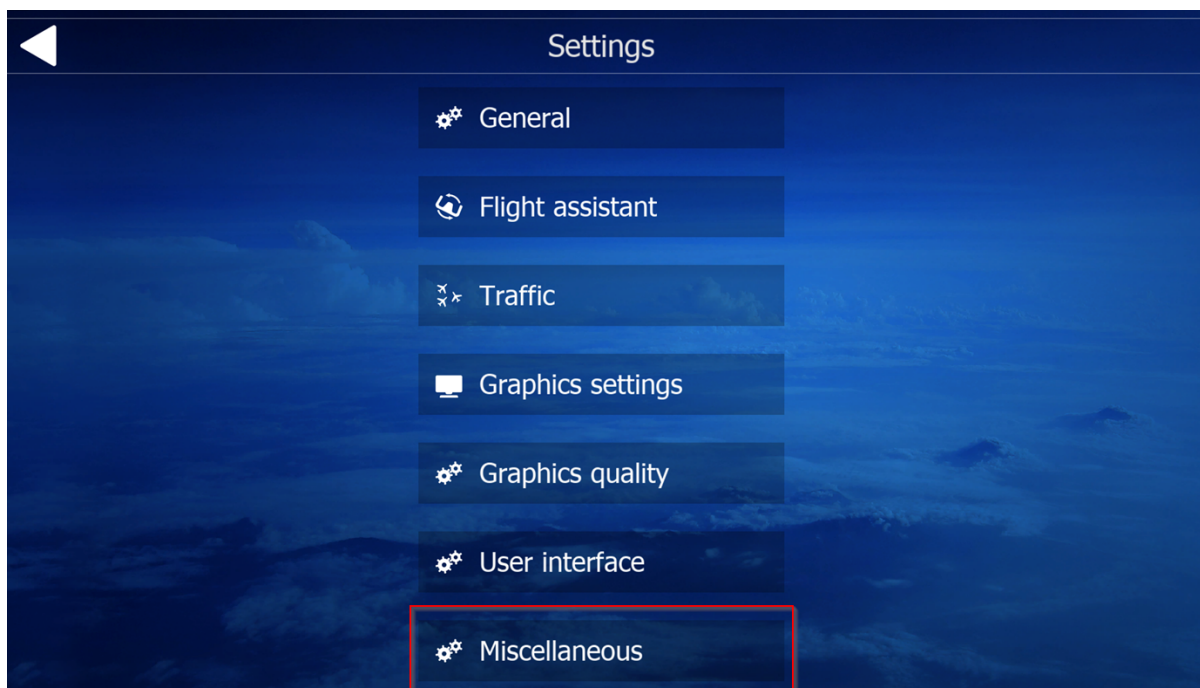 Settings
General
Flight assistant
Traffic
Graphics settings
Graphics quality
User interface
Miscellaneous